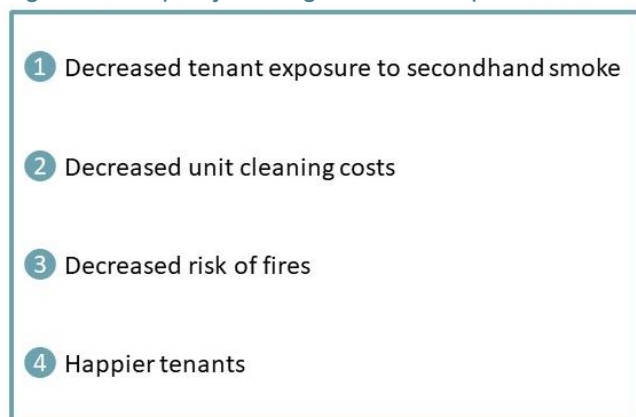 1 Decreased tenant exposure to secondhand smoke
2 Decreased unit cleaning costs
3 Decreased risk of fires
4 Happier tenants